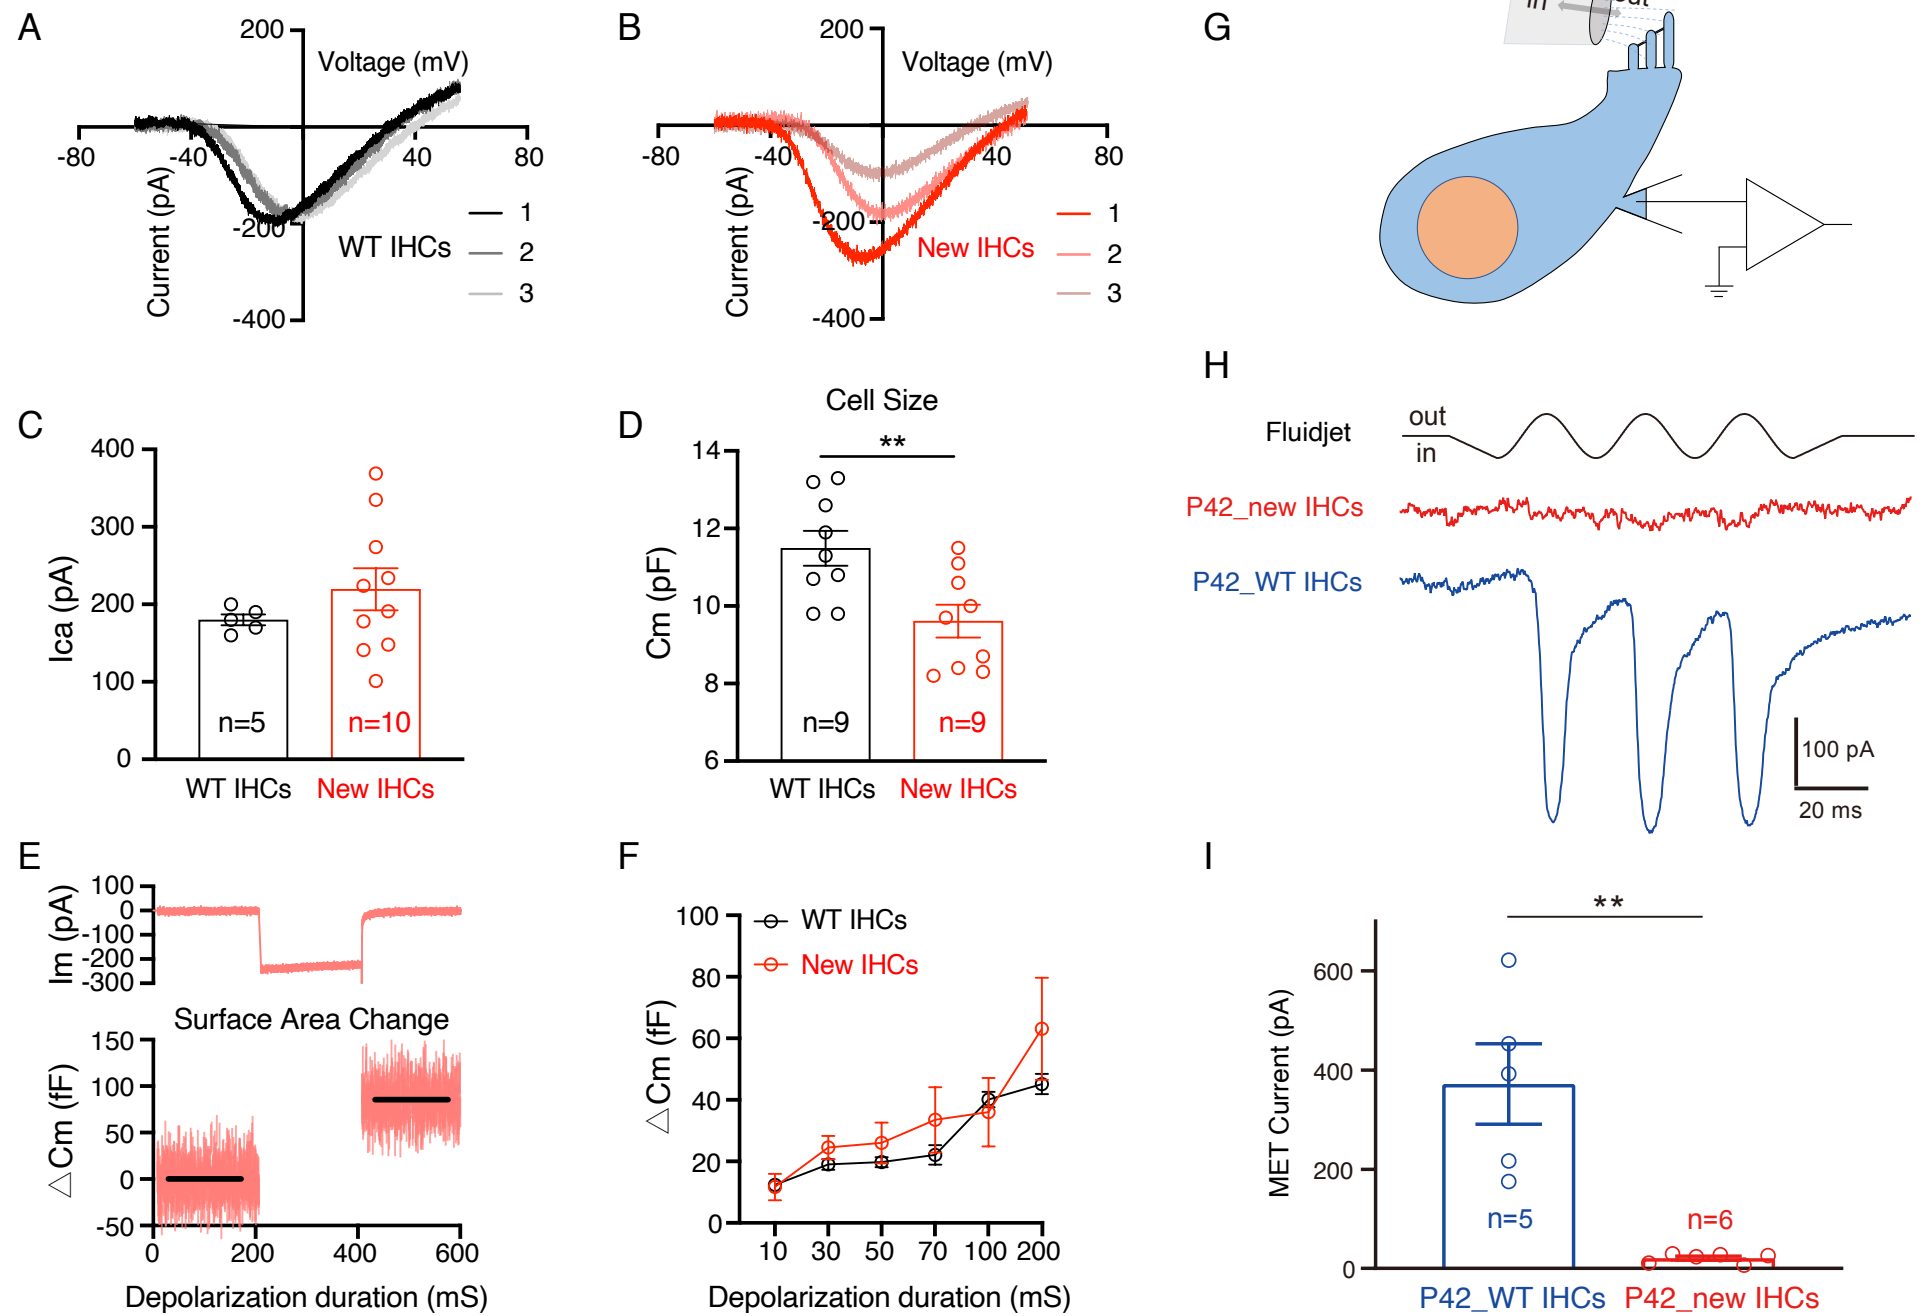 A
200
Voltage (mV)
-80
-40
40
80
Current (pA)
-200
-400
WT IHCs
1
2
3
B
200
Voltage (mV)
-80
-40
40
80
Current (pA)
-200
-400
New IHCs
1
2
3
G
in
out
C
400
300
200
100
0
Ica (pA)
n=5
n=10
WT IHCs
New IHCs
D
Cell Size
**
14
12
10
8
6
Cm (pF)
n=9
n=9
WT IHCs
New IHCs
H
Fluidjet
out
in
P42_new IHCs
P42_WT IHCs
100 pA
20 ms
E
100
0
-100
-200
-300
Im (pA)
Surface Area Change
150
100
50
0
-50
△Cm (fF)
0
200
400
600
Depolarization duration (mS)
F
100
80
60
40
20
0
△Cm (fF)
WT IHCs
New IHCs
10
30
50
70
100
200
Depolarization duration (mS)
I
**
600
400
200
0
MET Current (pA)
n=5
n=6
P42_WT IHCs
P42_new IHCs